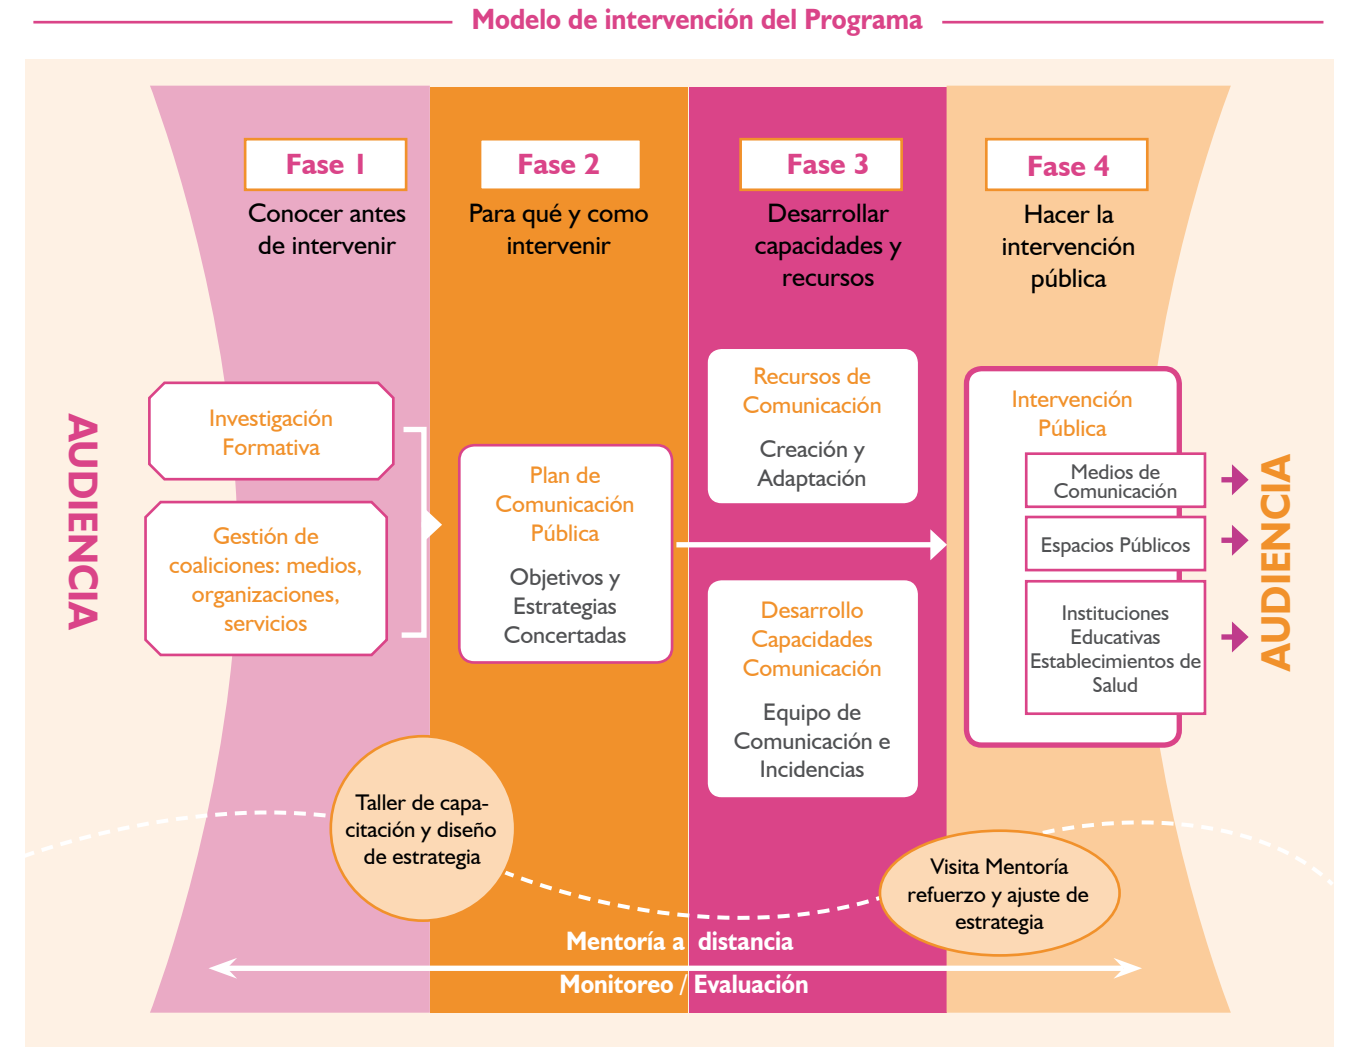 Modelo de intervención del Programa
Fase 1
Conocer antes
de intervenir
Fase 2
Para qué y como
intervenir
Fase 3
Desarrollar
capacidades y
recursos
Fase 4
Hacer la
intervención
pública
AUDIENCIA
Investigación
Formativa
Gestión de
coaliciones: medios,
organizaciones,
servicios
Plan de
Comunicación
Pública
Objetivos y
Estrategias
Concertadas
Recursos de
Comunicación
Creación y
Adaptación
Desarrollo
Capacidades
Comunicación
Equipo de
Comunicación e
Incidencias
Intervención
Pública
Medios de
Comunicación
Espacios Públicos
Instituciones
Educativas
Establecimientos de
Salud
AUDIENCIA
Taller de capa-
citación y diseño
de estrategia
Visita Mentoría
refuerzo y ajuste de
estrategia
Mentoría a distancia
Monitoreo / Evaluación